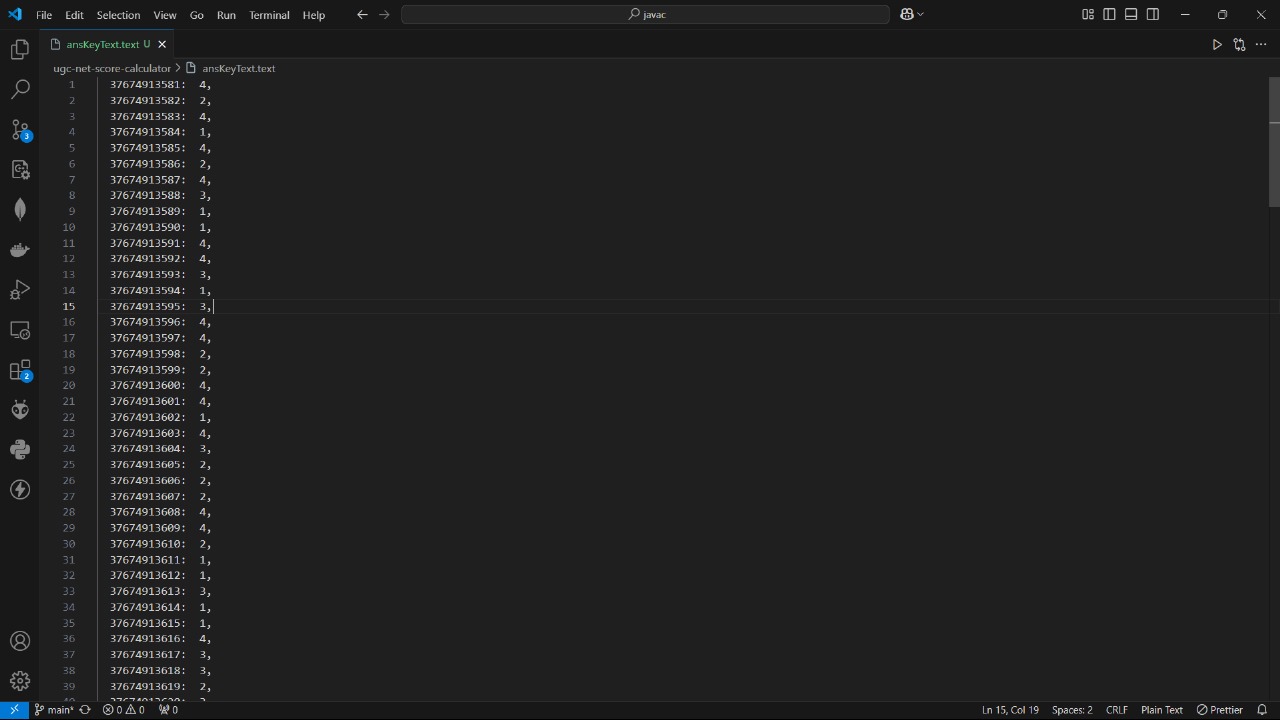 File Edit Selection View Go Run Terminal Help javac
ansKeyText.text U
ugc-net-score-calculator > ansKeyText.text
1 37674913581: 4,
2 37674913582: 2,
3 37674913583: 4,
4 37674913584: 1,
5 37674913585: 4,
6 37674913586: 2,
7 37674913587: 4,
8 37674913588: 3,
9 37674913589: 1,
10 37674913590: 1,
11 37674913591: 4,
12 37674913592: 4,
13 37674913593: 3,
14 37674913594: 1,
15 37674913595: 3,
16 37674913596: 4,
17 37674913597: 4,
18 37674913598: 2,
19 37674913599: 2,
20 37674913600: 4,
21 37674913601: 4,
22 37674913602: 1,
23 37674913603: 4,
24 37674913604: 3,
25 37674913605: 2,
26 37674913606: 2,
27 37674913607: 2,
28 37674913608: 4,
29 37674913609: 4,
30 37674913610: 2,
31 37674913611: 1,
32 37674913612: 1,
33 37674913613: 3,
34 37674913614: 1,
35 37674913615: 1,
36 37674913616: 4,
37 37674913617: 3,
38 37674913618: 3,
39 37674913619: 2,
3
2
main* 0 0 0 Ln 15, Col 19 Spaces: 2 CRLF Plain Text Prettier